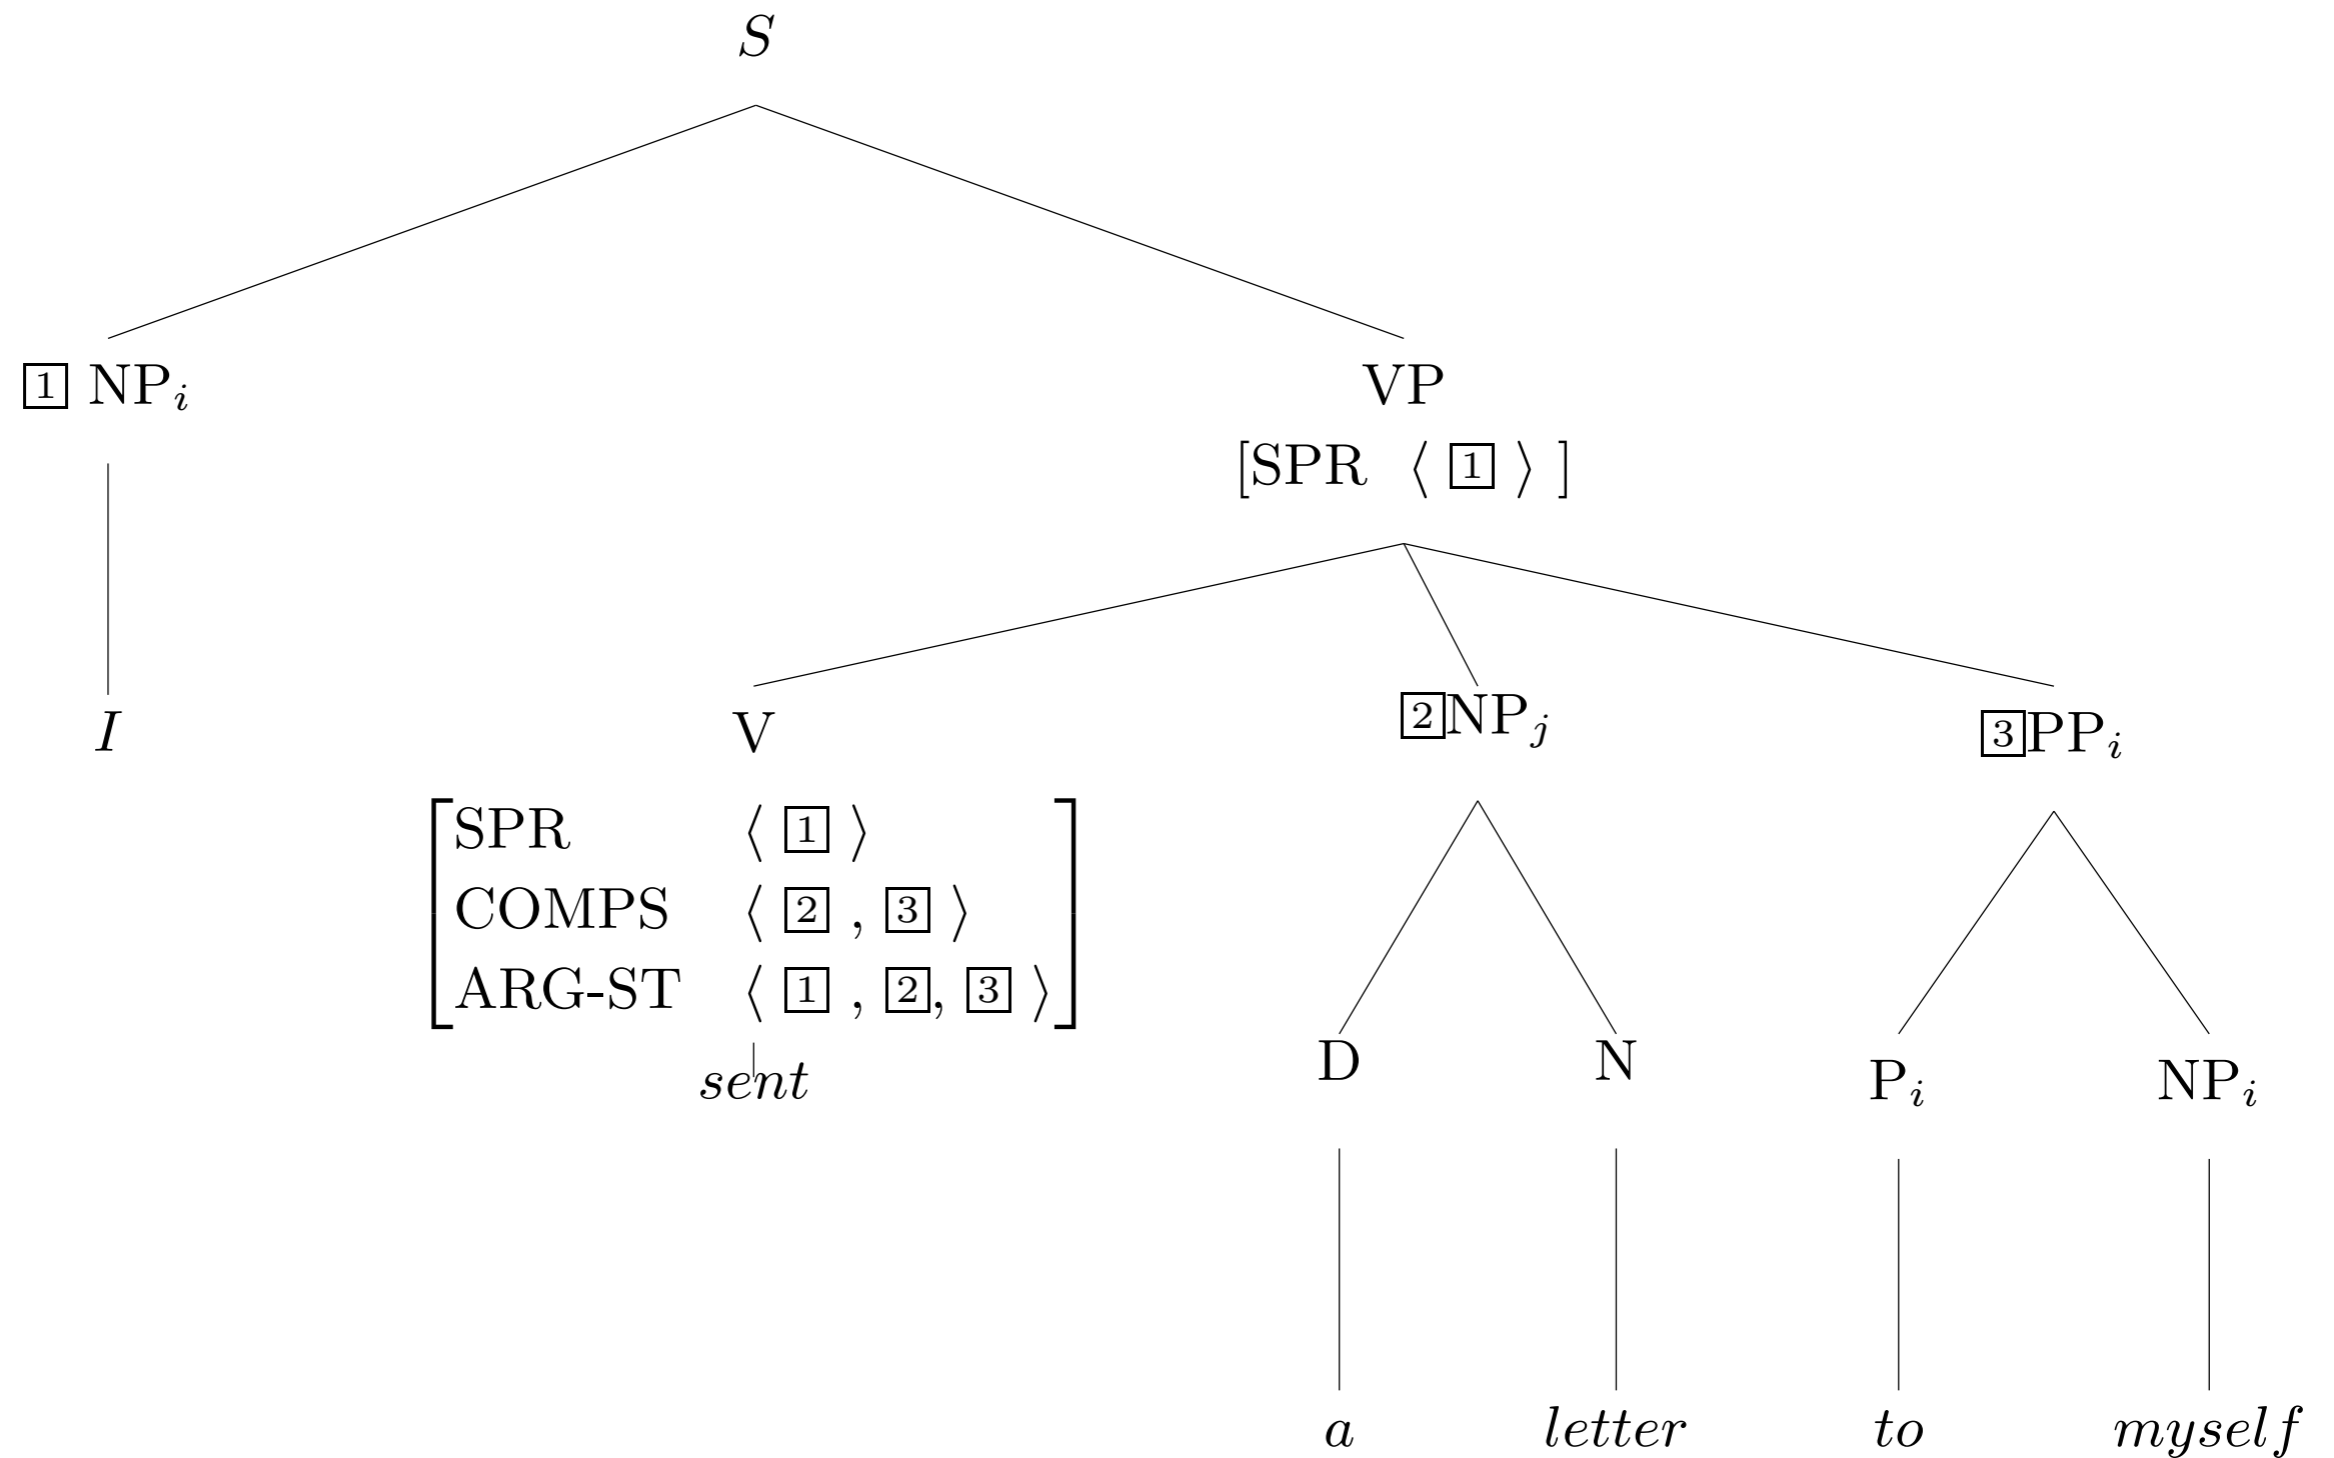 S
1 NPi VP
[SPR ⟨ 1 ⟩ ]
I V 2NPj 3PPi
SPR ⟨ 1 ⟩
COMPS ⟨ 2 , 3 ⟩
ARG-ST ⟨ 1 , 2, 3 ⟩
sent D N Pi NPi
a letter to myself